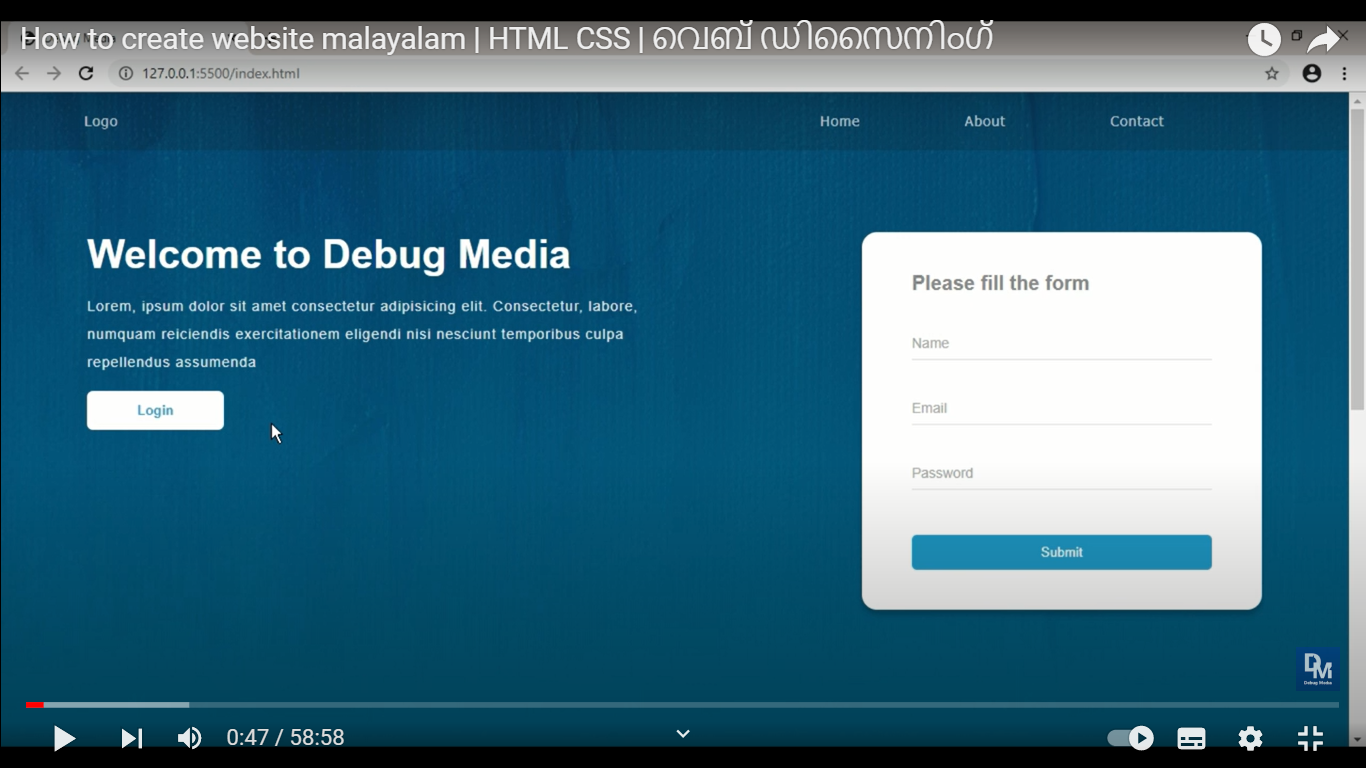 How to create website malayalam | HTML CSS | വെബ് ഡിസൈനിംഗ്
127.0.0.1:5500/index.html
Logo
Home
About
Contact
Welcome to Debug Media
Lorem, ipsum dolor sit amet consectetur adipisicing elit. Consectetur, labore,
numquam reiciendis exercitationem eligendi nisi nesciunt temporibus culpa
repellendus assumenda
Login
Please fill the form
Name
Email
Password
Submit
DM
Debug Media
0:47 / 58:58